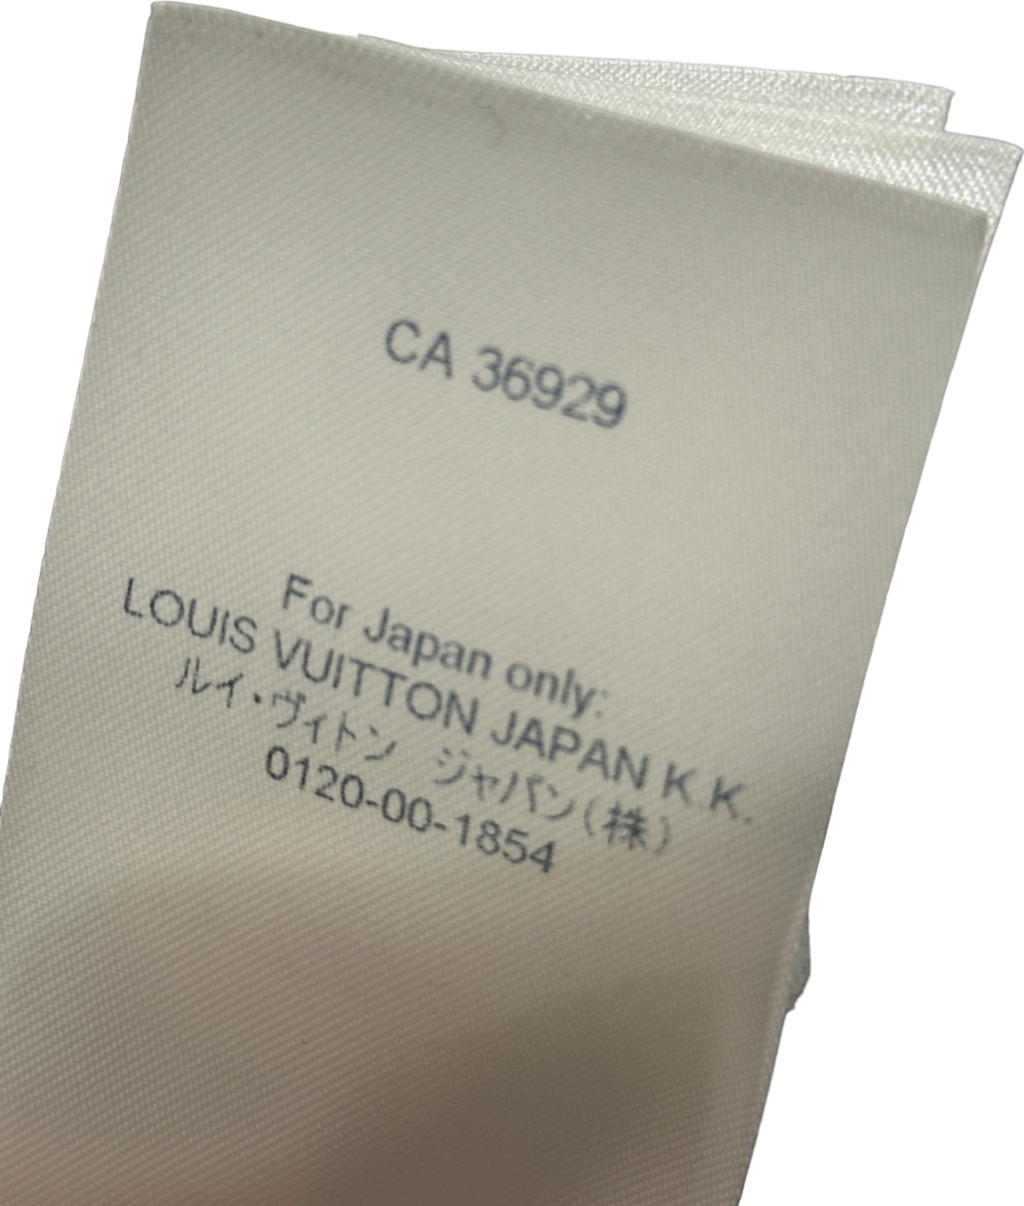 CA 36929
For Japan only:
LOUIS VUITTON JAPAN K.K.
ルイ・ヴィトン ジャパン(株)
0120-00-1854